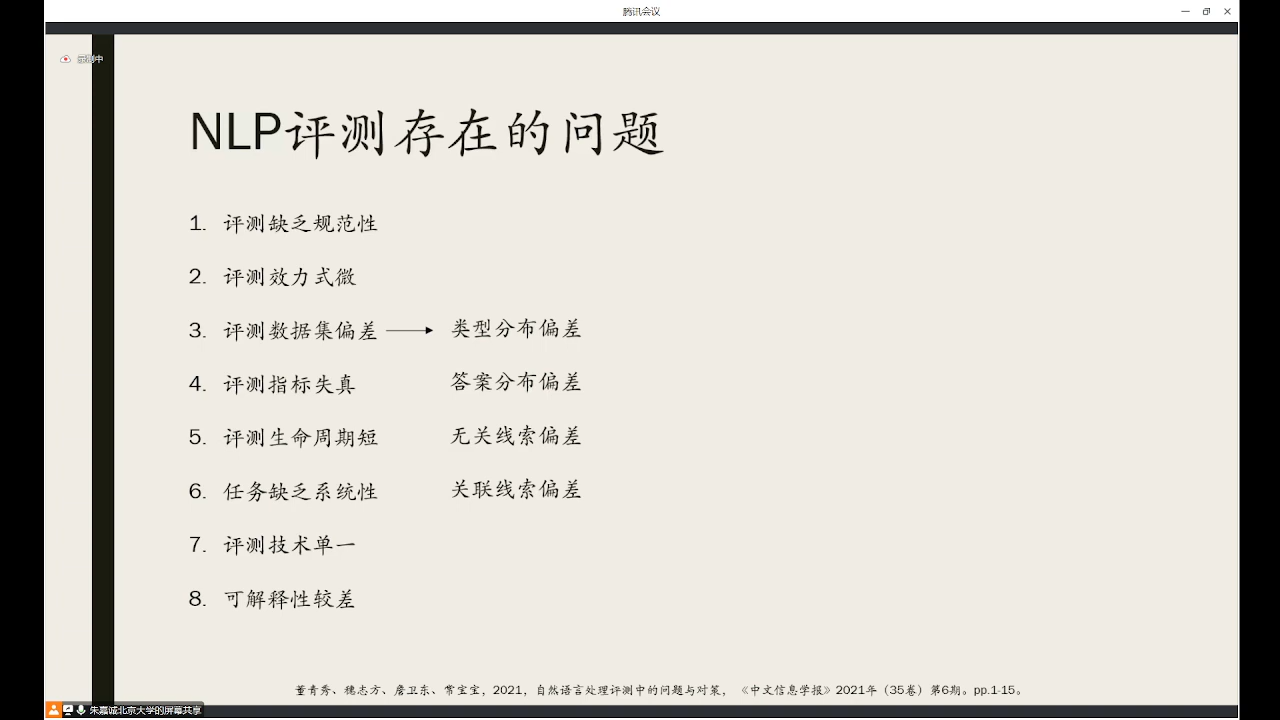 腾讯会议
录制中
NLP评测存在的问题
1. 评测缺乏规范性
2. 评测效力式微
3. 评测数据集偏差
类型分布偏差
4. 评测指标失真
答案分布偏差
5. 评测生命周期短
无关线索偏差
6. 任务缺乏系统性
关联线索偏差
7. 评测技术单一
8. 可解释性较差
董青秀、穗志方、詹卫东、常宝宝，2021，自然语言处理评测中的问题与对策，《中文信息学报》2021年（35卷）第6期。pp.1-15。
朱嘉诚北京大学的屏幕共享